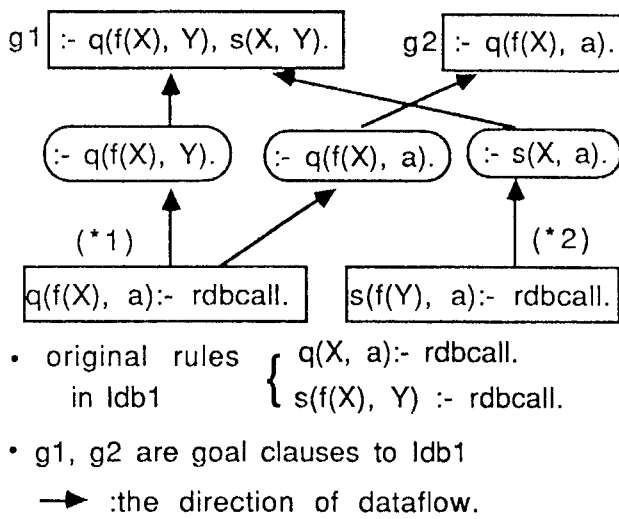 g1 :- q(f(X), Y), s(X, Y). g2 :- q(f(X), a).
:- q(f(X), Y). :- q(f(X), a). :- s(X, a).
(*1) (*2)
q(f(X), a):- rdbcall. s(f(Y), a):- rdbcall.
• original rules { q(X, a):- rdbcall.
in ldb1 s(f(X), Y) :- rdbcall.
• g1, g2 are goal clauses to ldb1
→ :the direction of dataflow.